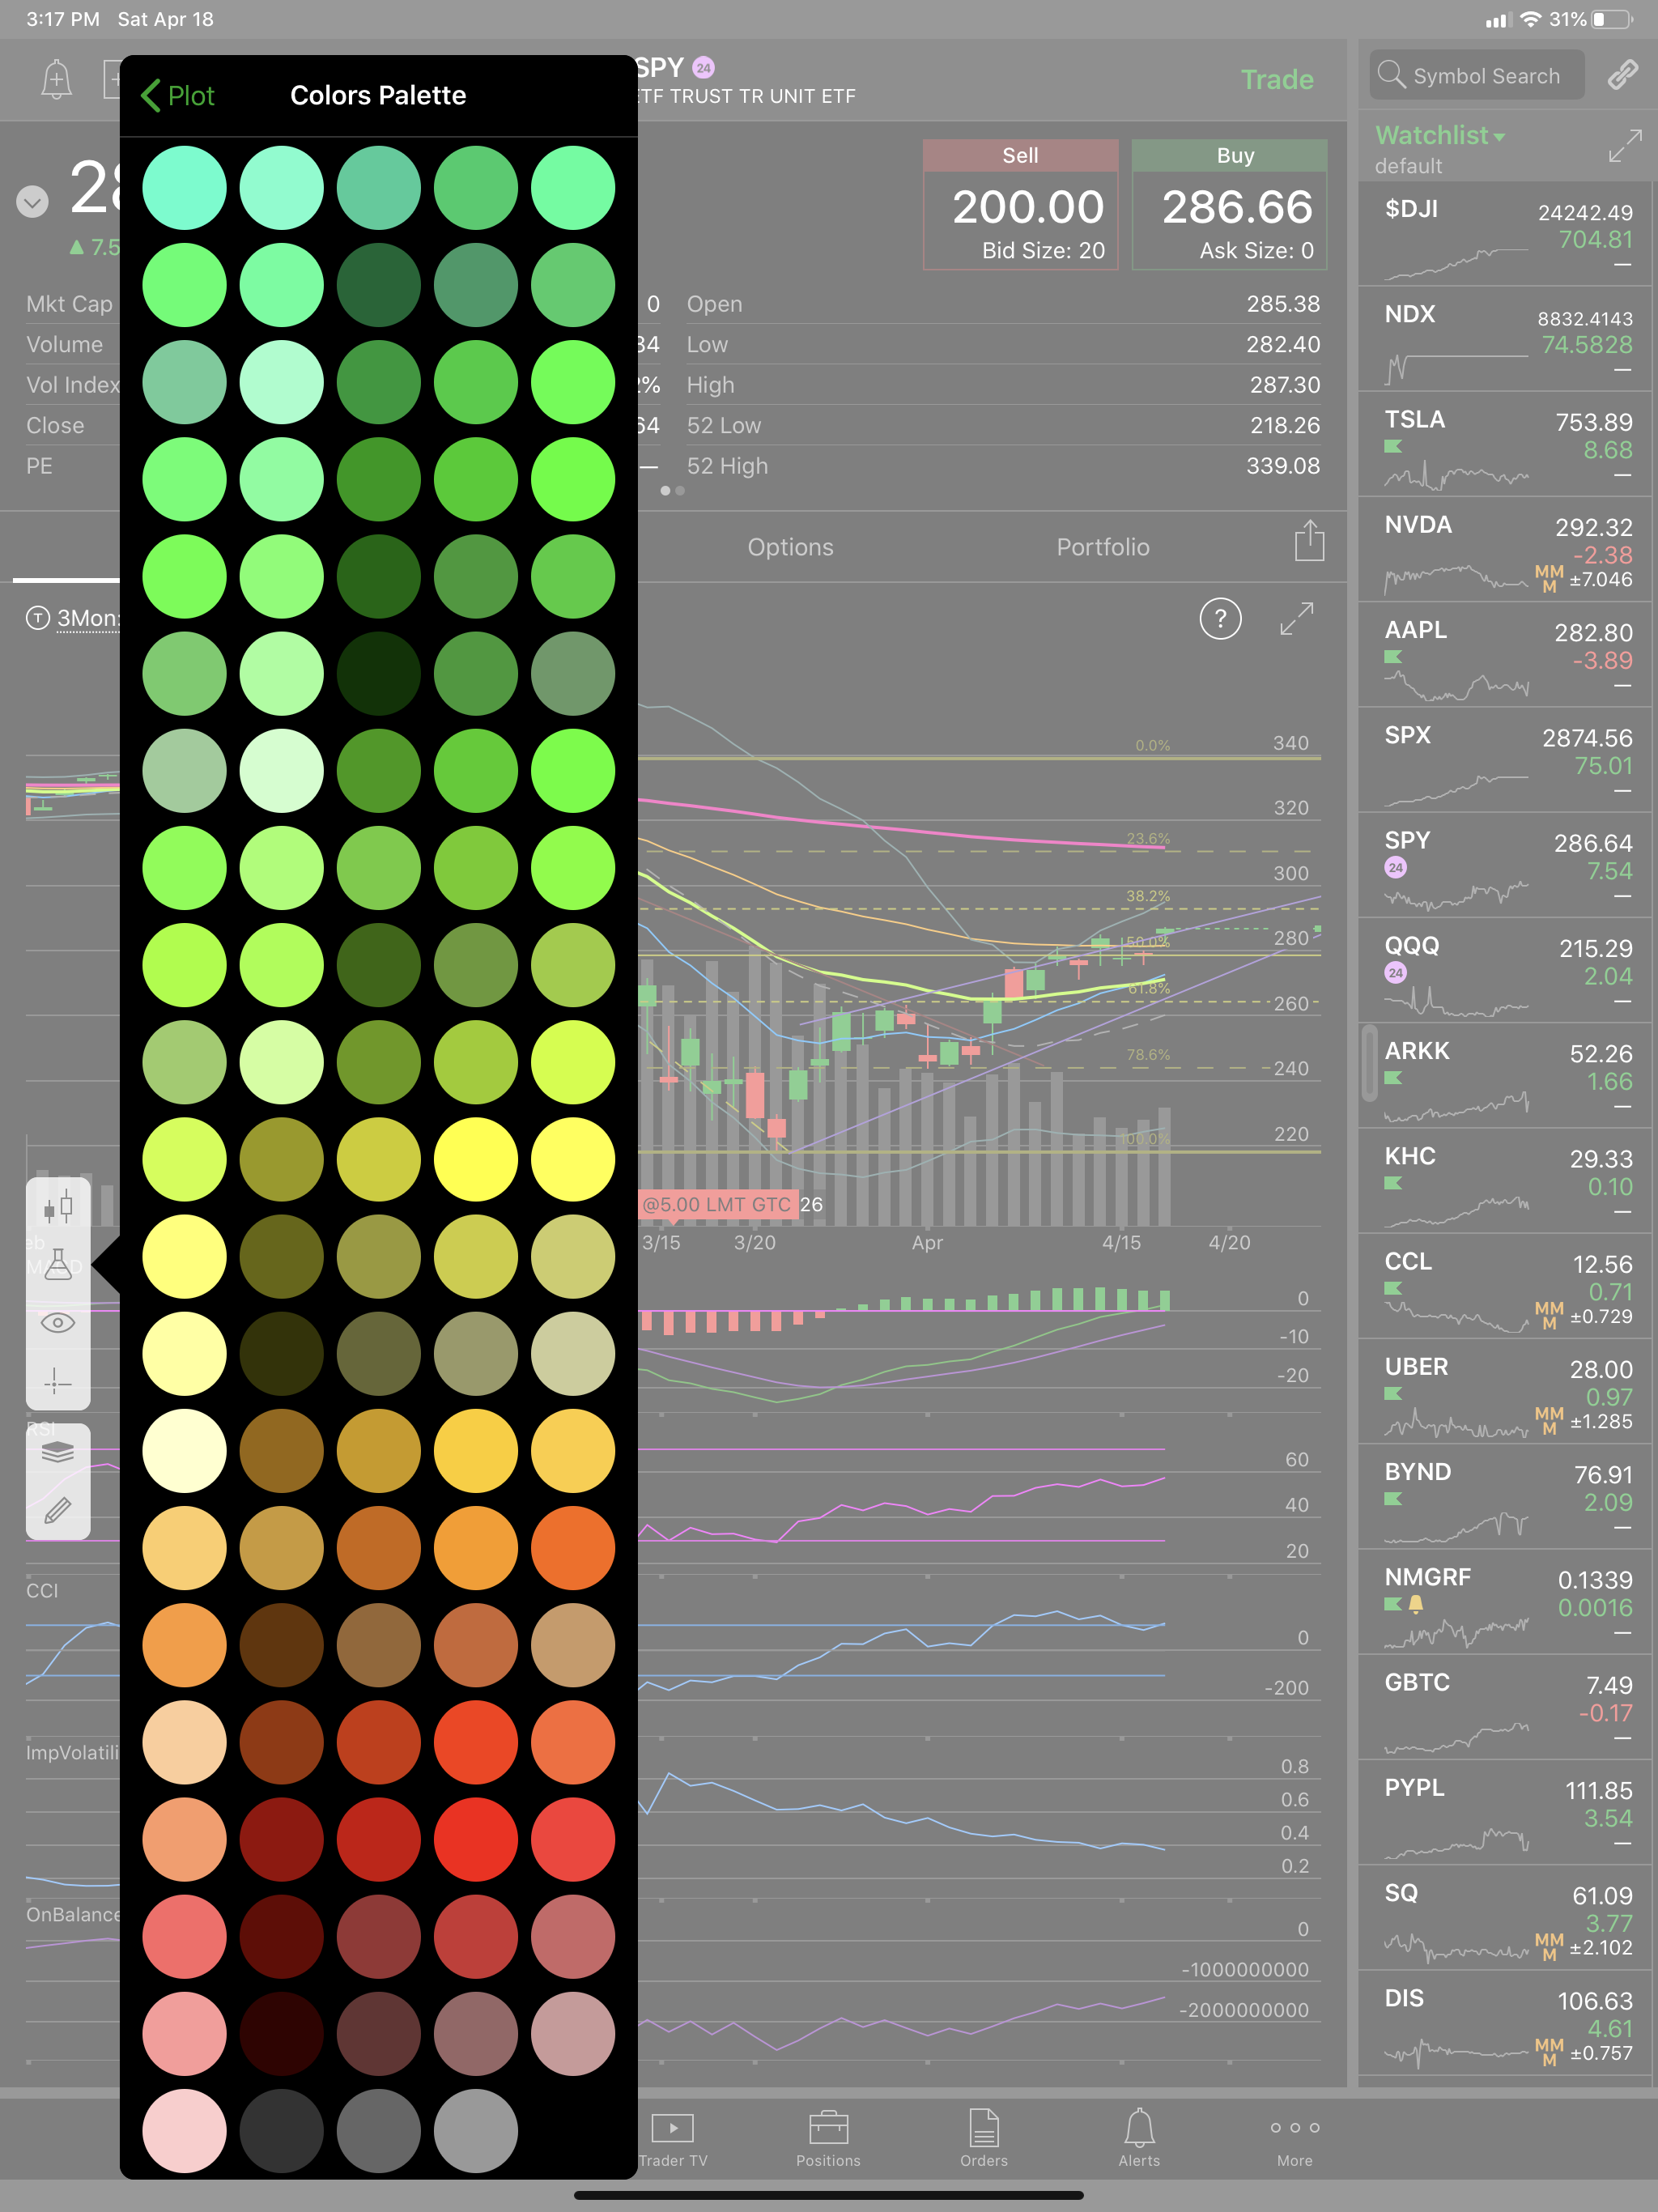 3:17 PM Sat Apr 18
31%
Plot
Colors Palette
SPY 24
ETF TRUST TR UNIT ETF
Trade
Symbol Search
Watchlist
default
28
7.5
Sell
200.00
Bid Size: 20
Buy
286.66
Ask Size: 0
Mkt Cap 0
Volume 34
Vol Index %
Close 64
PE —
Open 285.38
Low 282.40
High 287.30
52 Low 218.26
52 High 339.08
Options
Portfolio
T 3Mon:
?
0.0%
23.6%
38.2%
50.0%
61.8%
78.6%
100.0%
340
320
300
280
260
240
220
@5.00 LMT GTC 26
3/15 3/20 Apr 4/15 4/20
0
-10
-20
RSI
60
40
20
CCI
0
-200
ImpVolatili
0.8
0.6
0.4
0.2
OnBalance
0
-1000000000
-2000000000
$DJI 24242.49
704.81
—
NDX 8832.4143
74.5828
—
TSLA 753.89
8.68
—
NVDA 292.32
-2.38
MMM ±7.046
AAPL 282.80
-3.89
—
SPX 2874.56
75.01
—
SPY 286.64
24 7.54
—
QQQ 215.29
24 2.04
—
ARKK 52.26
1.66
—
KHC 29.33
0.10
—
CCL 12.56
0.71
MMM ±0.729
UBER 28.00
0.97
MMM ±1.285
BYND 76.91
2.09
—
NMGRF 0.1339
0.0016
—
GBTC 7.49
-0.17
—
PYPL 111.85
3.54
—
SQ 61.09
3.77
MMM ±2.102
DIS 106.63
4.61
MMM ±0.757
Trader TV
Positions
Orders
Alerts
More